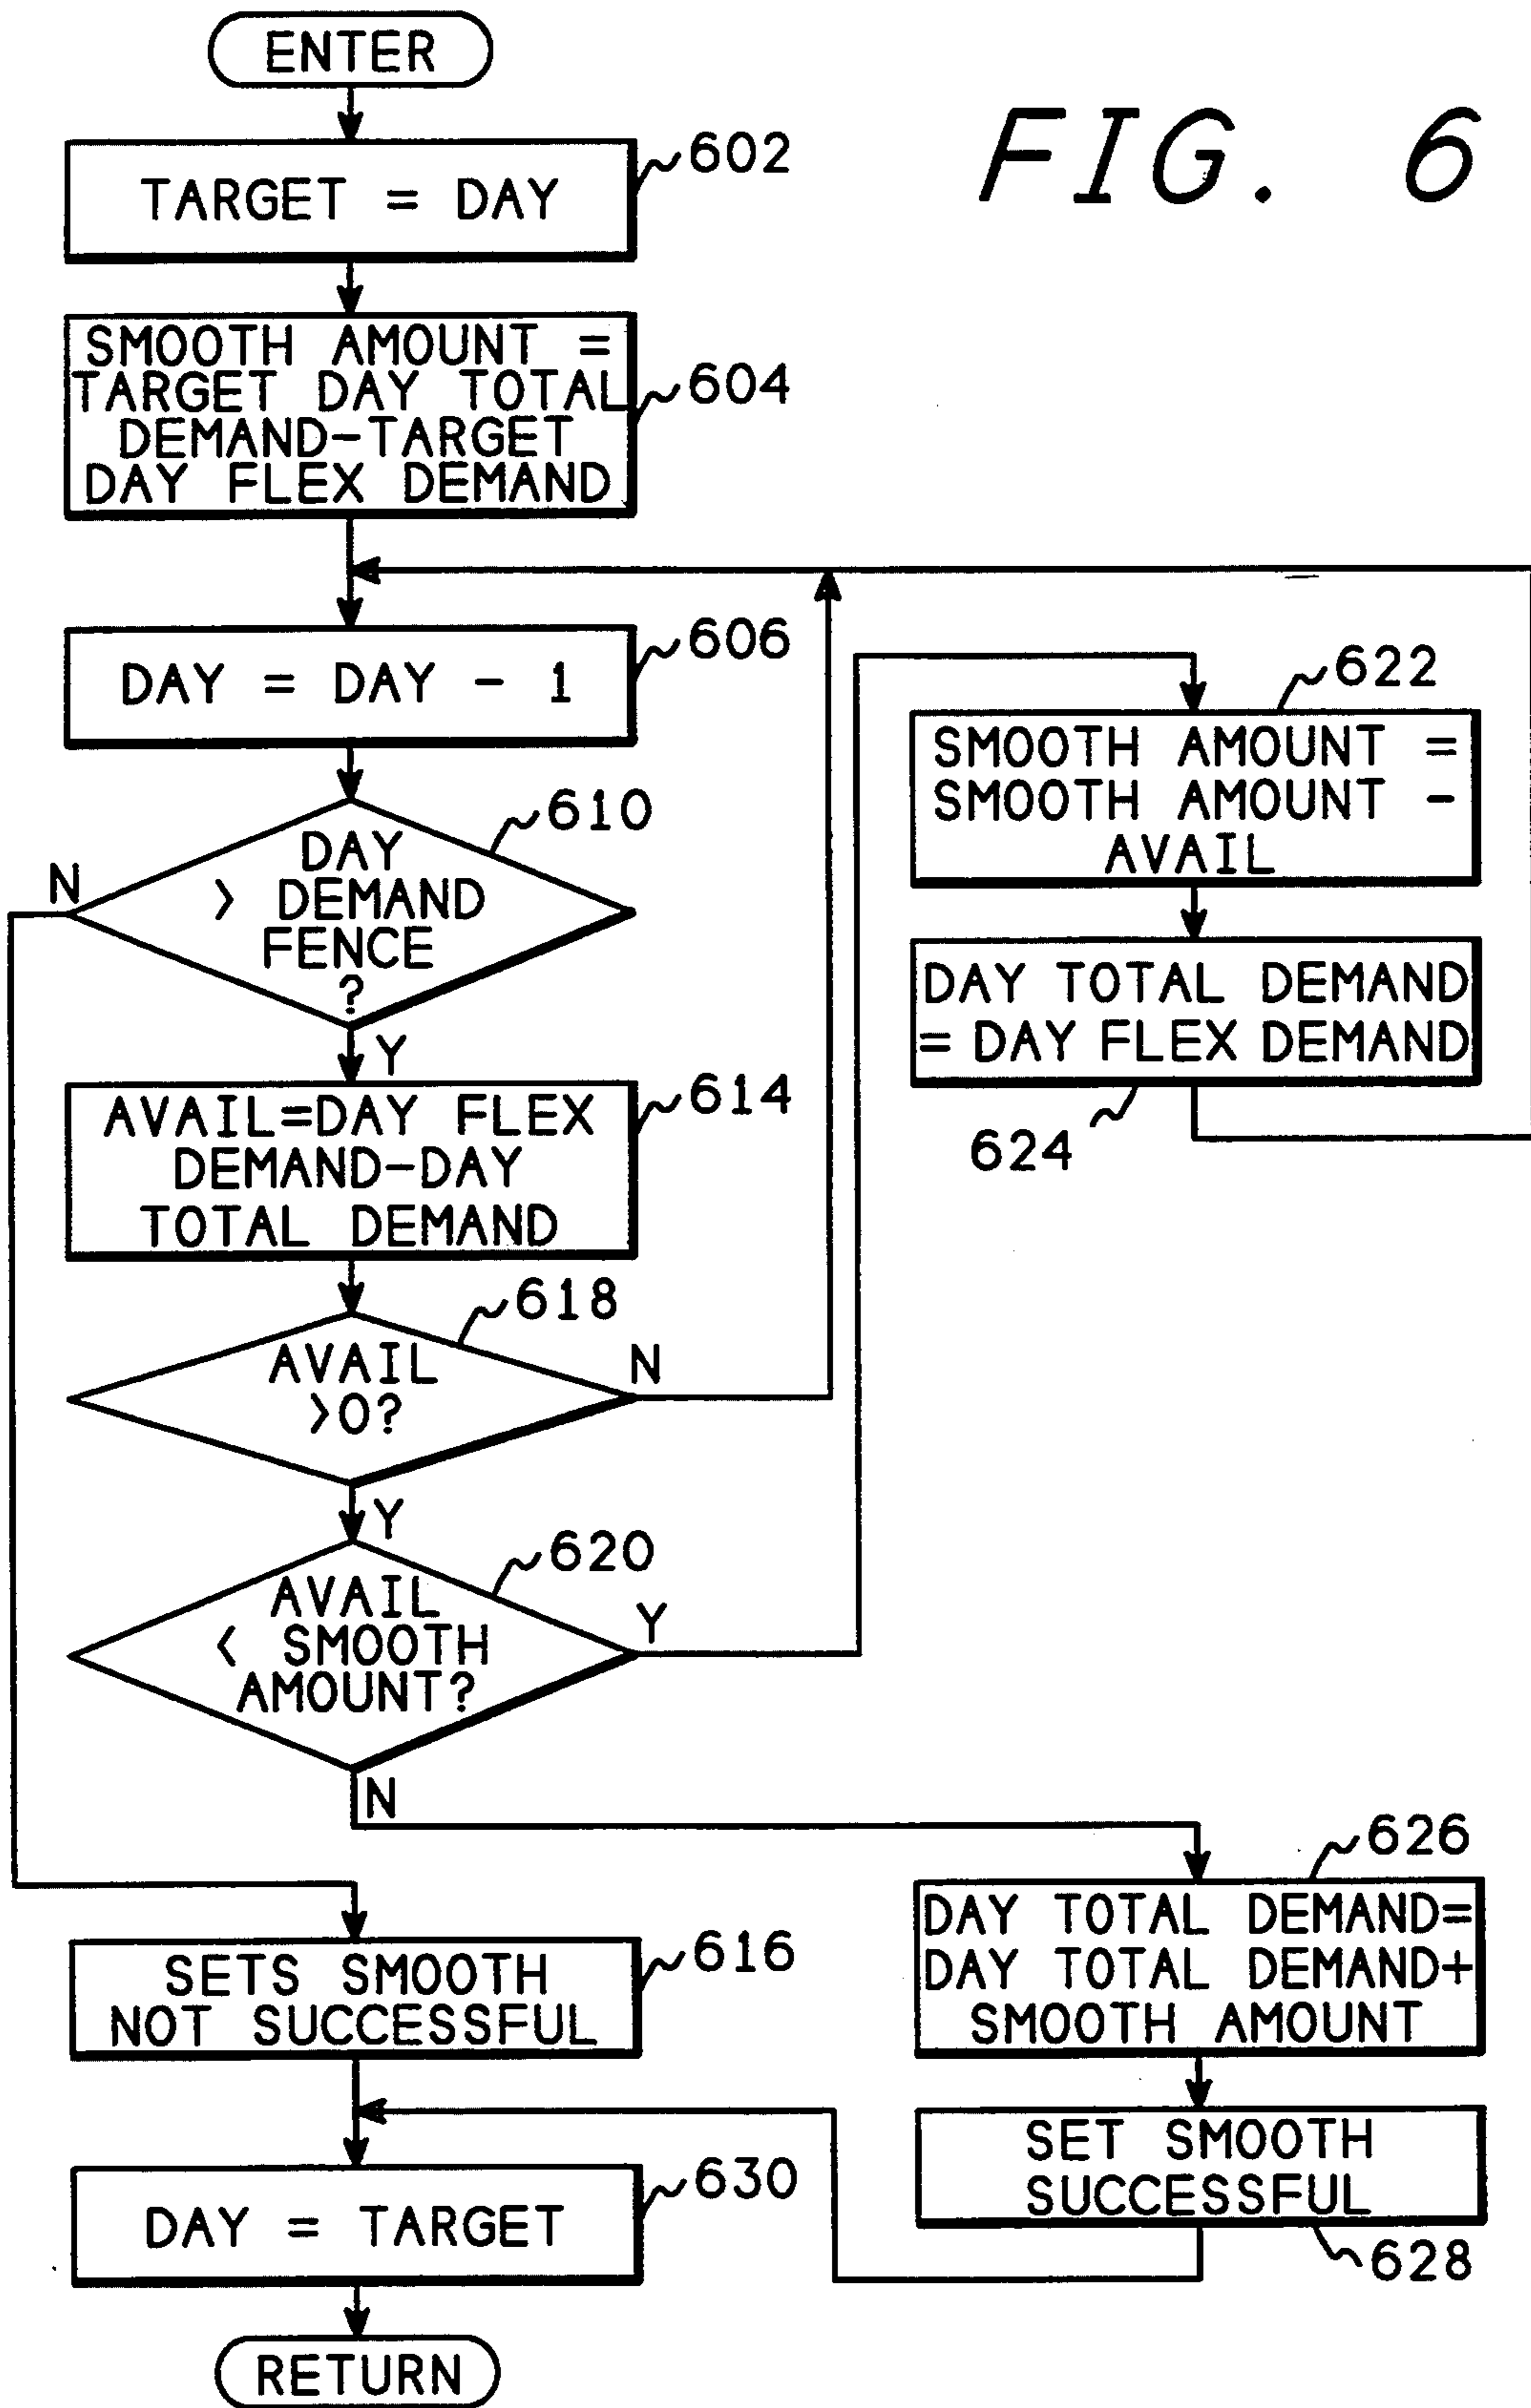 ENTER
FIG. 6
602
TARGET = DAY
SMOOTH AMOUNT =
TARGET DAY TOTAL
DEMAND-TARGET
DAY FLEX DEMAND
604
606
DAY = DAY - 1
610
DAY
> DEMAND
FENCE
?
N
Y
614
AVAIL=DAY FLEX
DEMAND-DAY
TOTAL DEMAND
618
AVAIL
>0?
N
Y
620
AVAIL
< SMOOTH
AMOUNT?
Y
N
622
SMOOTH AMOUNT =
SMOOTH AMOUNT -
AVAIL
DAY TOTAL DEMAND
= DAY FLEX DEMAND
624
626
DAY TOTAL DEMAND=
DAY TOTAL DEMAND+
SMOOTH AMOUNT
616
SETS SMOOTH
NOT SUCCESSFUL
SET SMOOTH
SUCCESSFUL
628
630
DAY = TARGET
RETURN